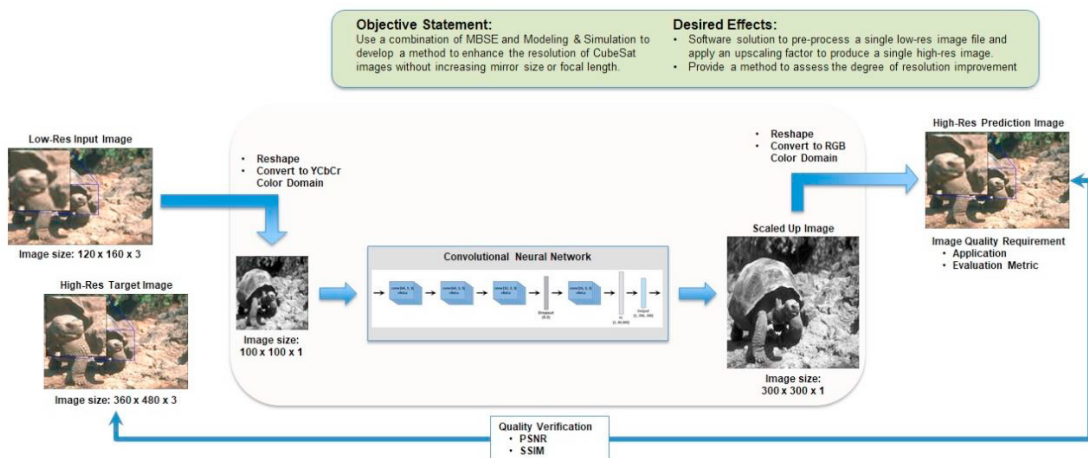 Objective Statement:
Use a combination of MBSE and Modeling & Simulation to
develop a method to enhance the resolution of CubeSat
images without increasing mirror size or focal length.
Desired Effects:
• Software solution to pre-process a single low-res image file and
apply an upscaling factor to produce a single high-res image.
• Provide a method to assess the degree of resolution improvement
Low-Res Input Image
Image size: 120 x 160 x 3
High-Res Target Image
Image size: 360 x 480 x 3
• Reshape
• Convert to YCbCr
Color Domain
Image size:
100 x 100 x 1
Convolutional Neural Network
Dropout
Output
• Reshape
• Convert to RGB
Color Domain
Scaled Up Image
Image size:
300 x 300 x 1
High-Res Prediction Image
Image Quality Requirement
• Application
• Evaluation Metric
Quality Verification
• PSNR
• SSIM